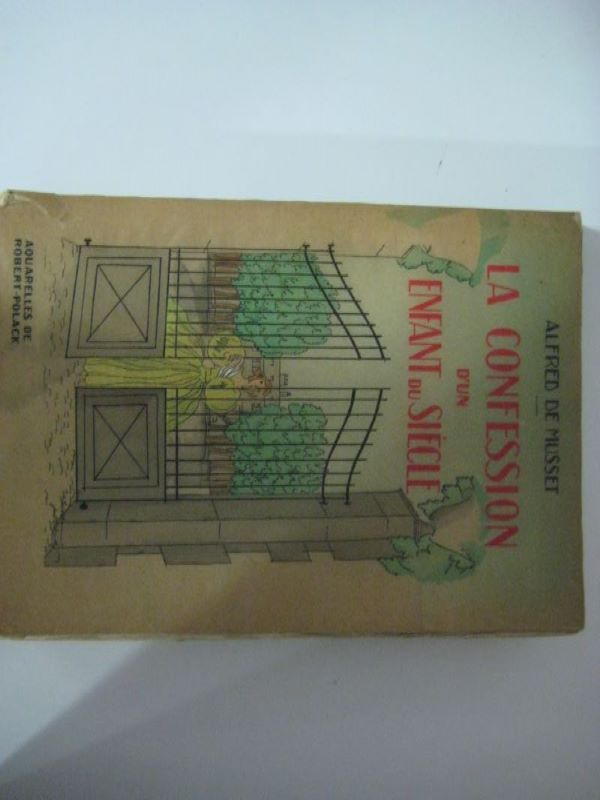 ALFRED DE MUSSET
LA CONFESSION
D'UN
ENFANT DU SIÈCLE
AQUARELLES DE
ROBERT-POLACK